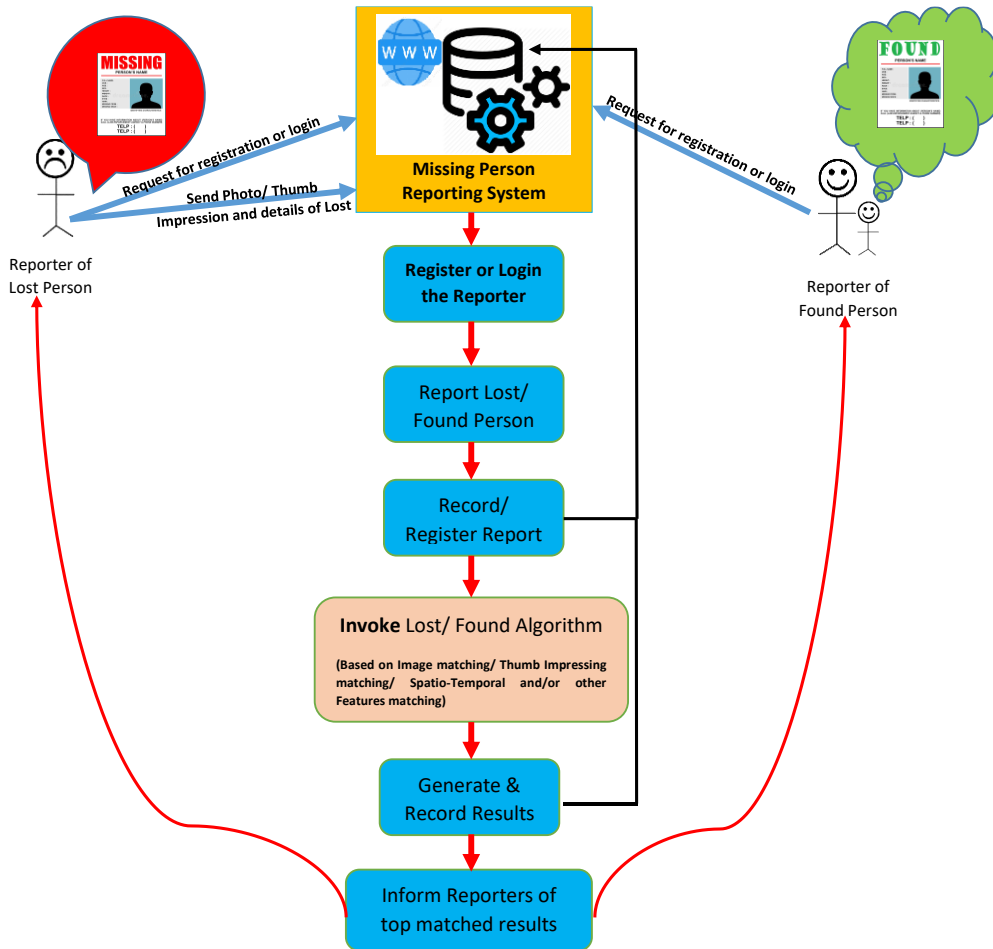 MISSING
PERSON'S NAME
TELP : ( )
TELP : ( )
WWW
FOUND
PERSON'S NAME
TELP : ( )
TELP : ( )
Request for registration or login
Send Photo/ Thumb
Impression and details of Lost
Request for registration or login
Missing Person
Reporting System
Reporter of
Lost Person
Reporter of
Found Person
Register or Login
the Reporter
Report Lost/
Found Person
Record/
Register Report
Invoke Lost/ Found Algorithm
(Based on Image matching/ Thumb Impressing
matching/ Spatio-Temporal and/or other
Features matching)
Generate &
Record Results
Inform Reporters of
top matched results